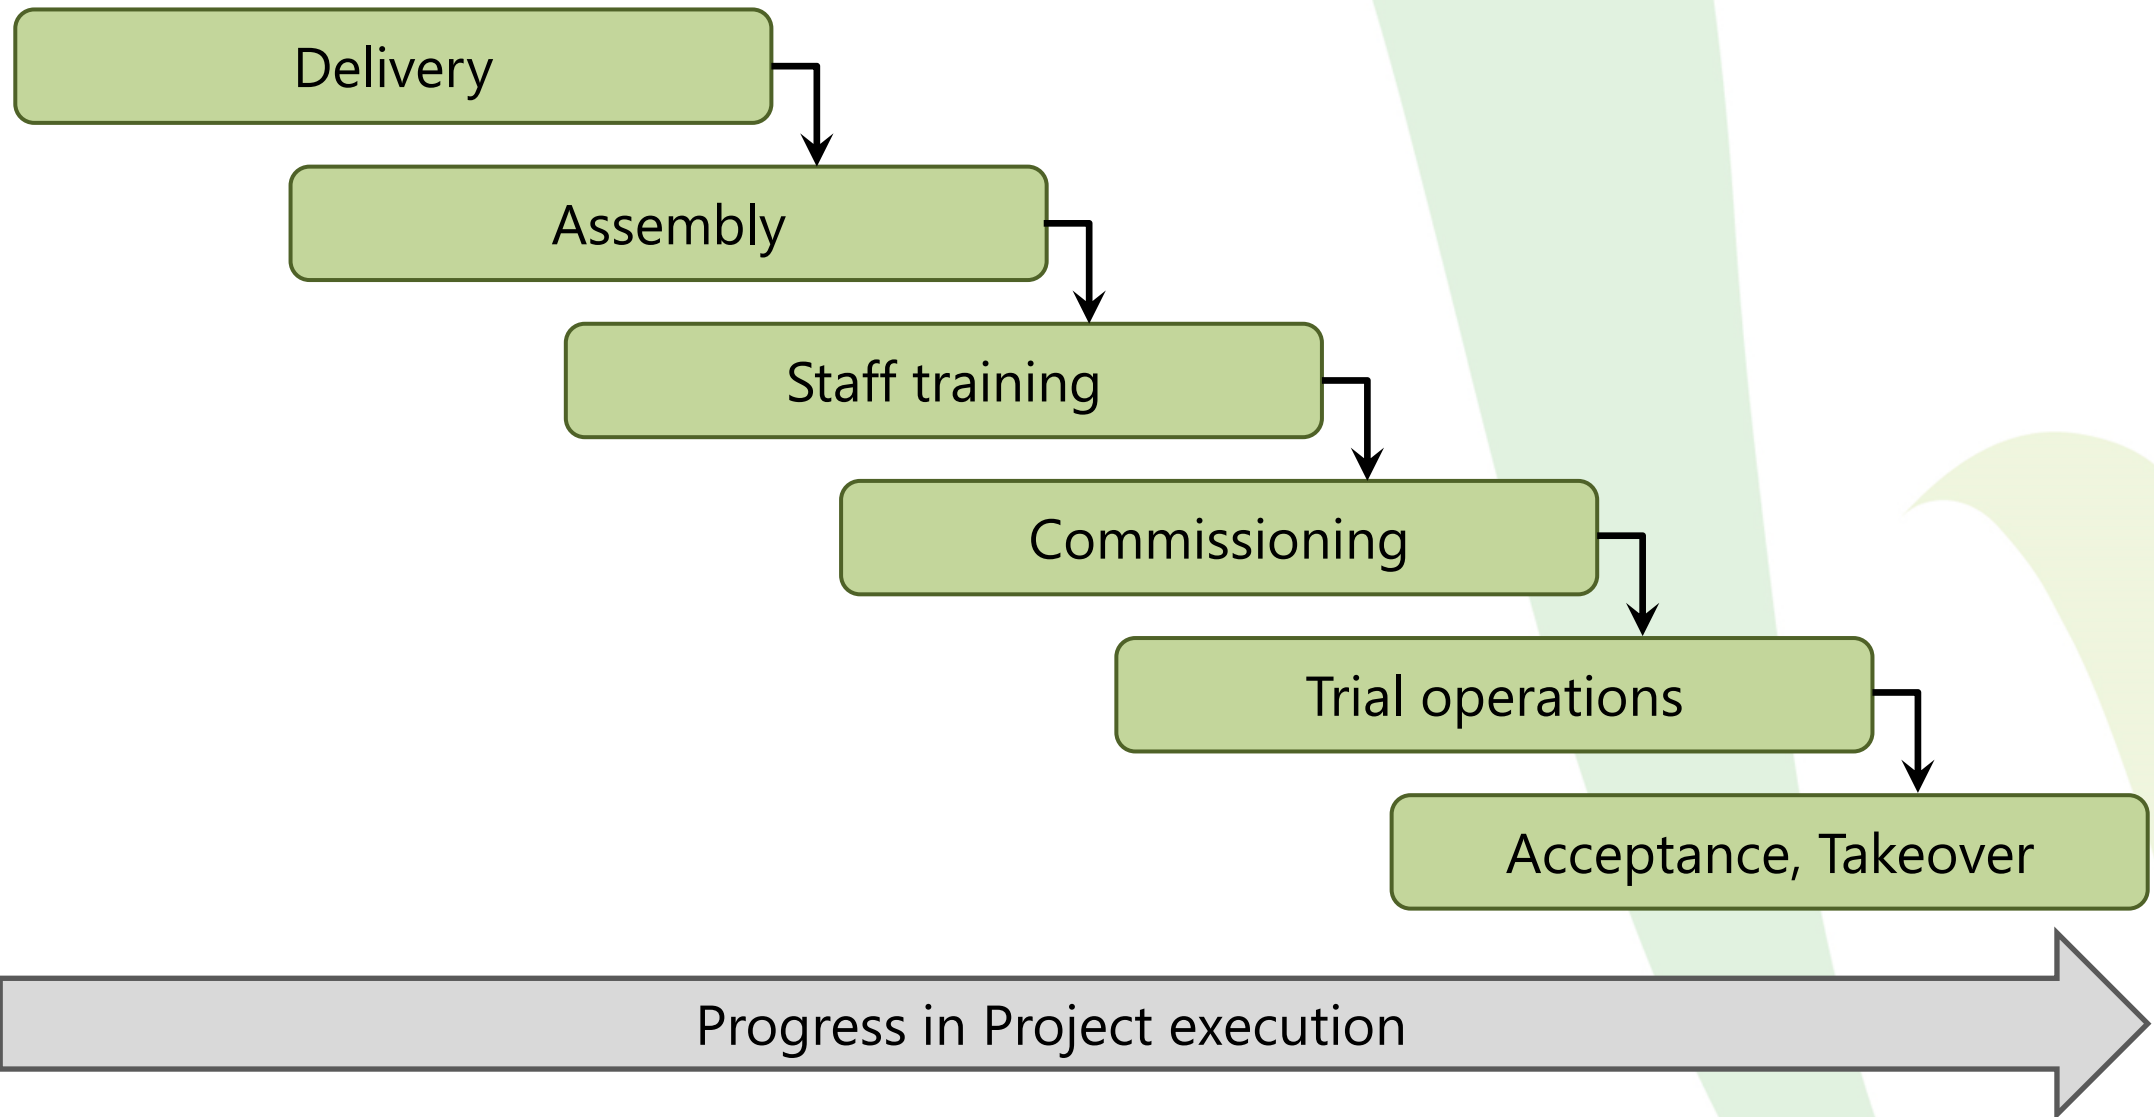 Delivery
Assembly
Staff training
Commissioning
Trial operations
Acceptance, Takeover
Progress in Project execution